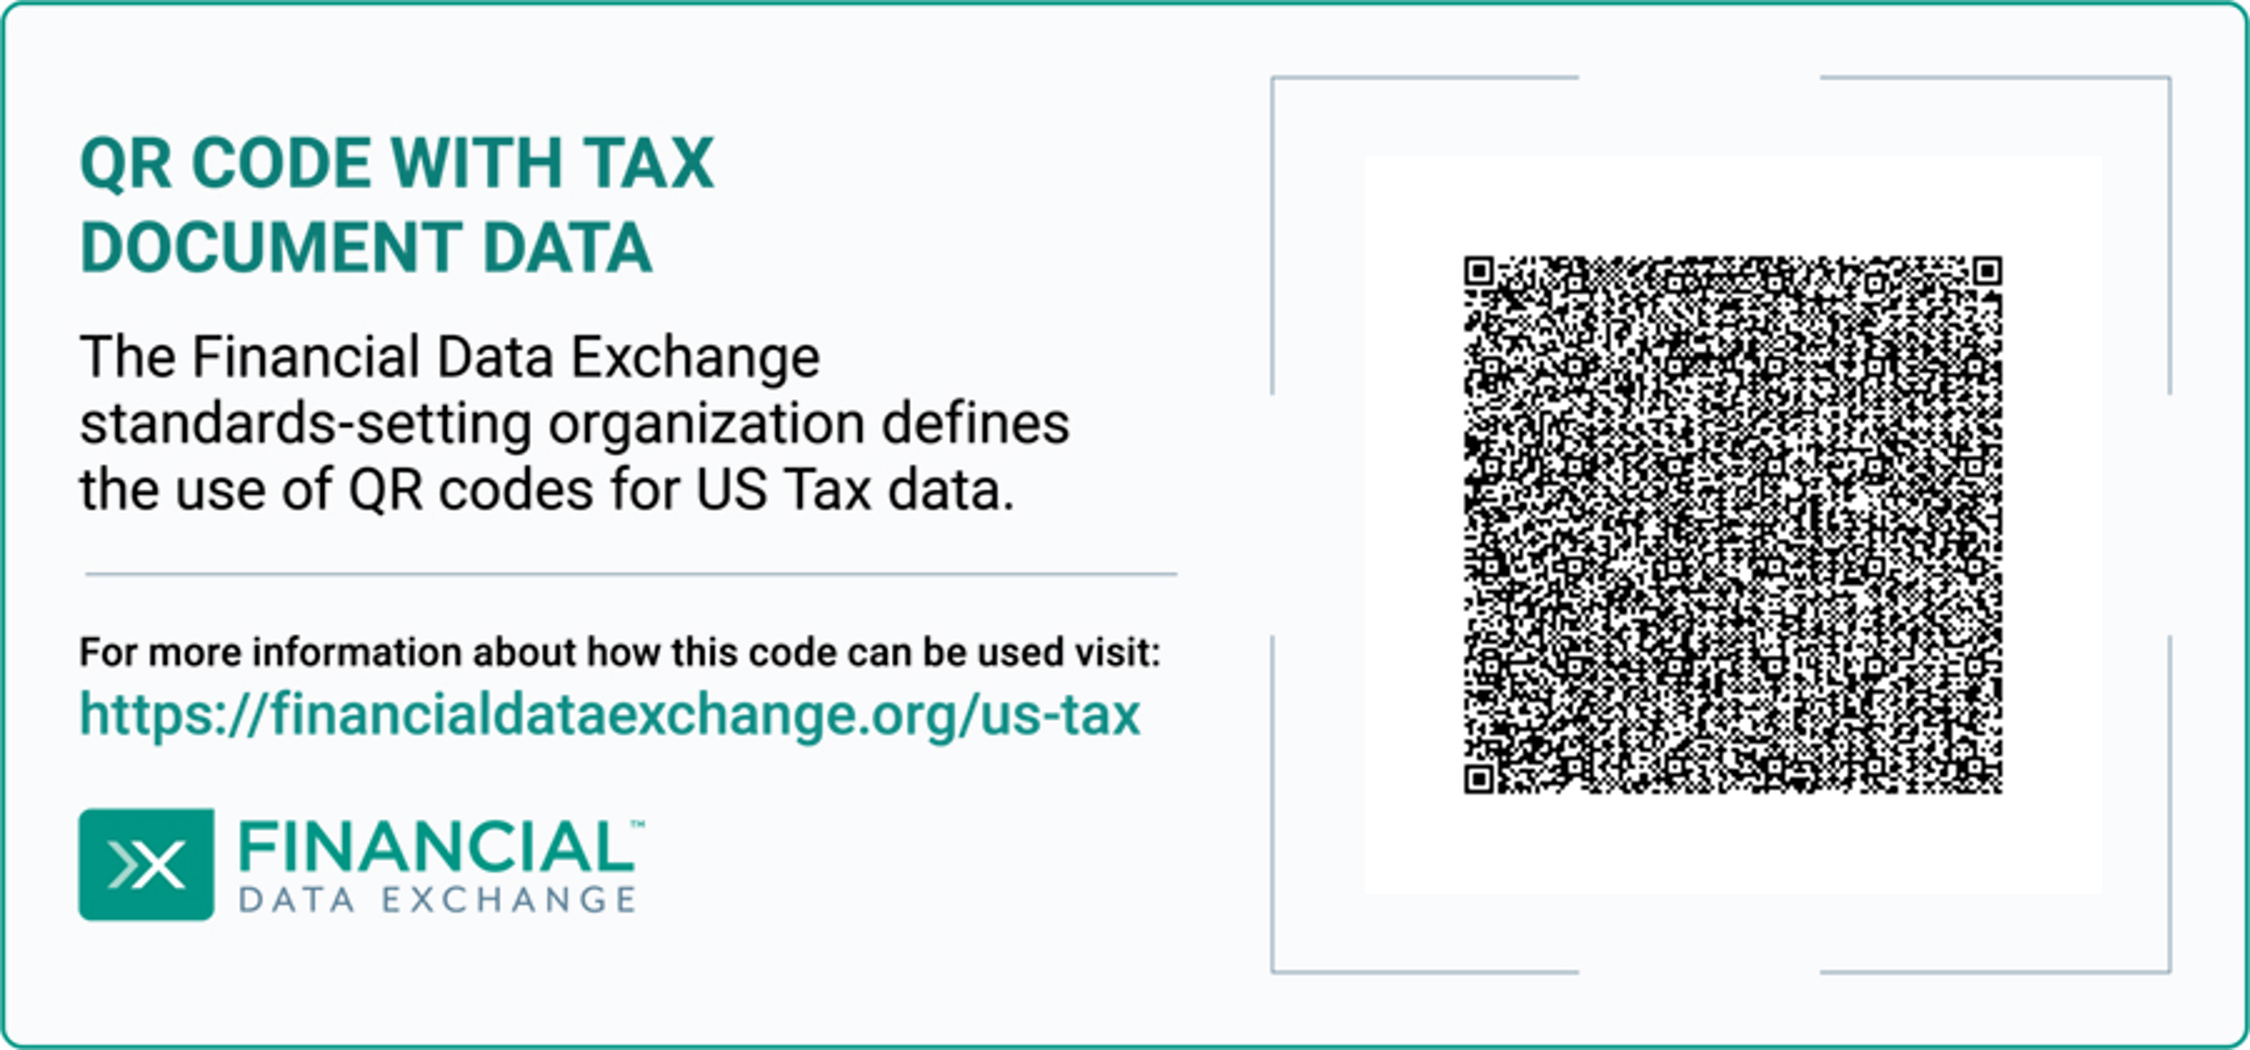 QR CODE WITH TAX
DOCUMENT DATA
The Financial Data Exchange
standards-setting organization defines
the use of QR codes for US Tax data.
For more information about how this code can be used visit:
https://financialdataexchange.org/us-tax
FINANCIAL™
DATA EXCHANGE